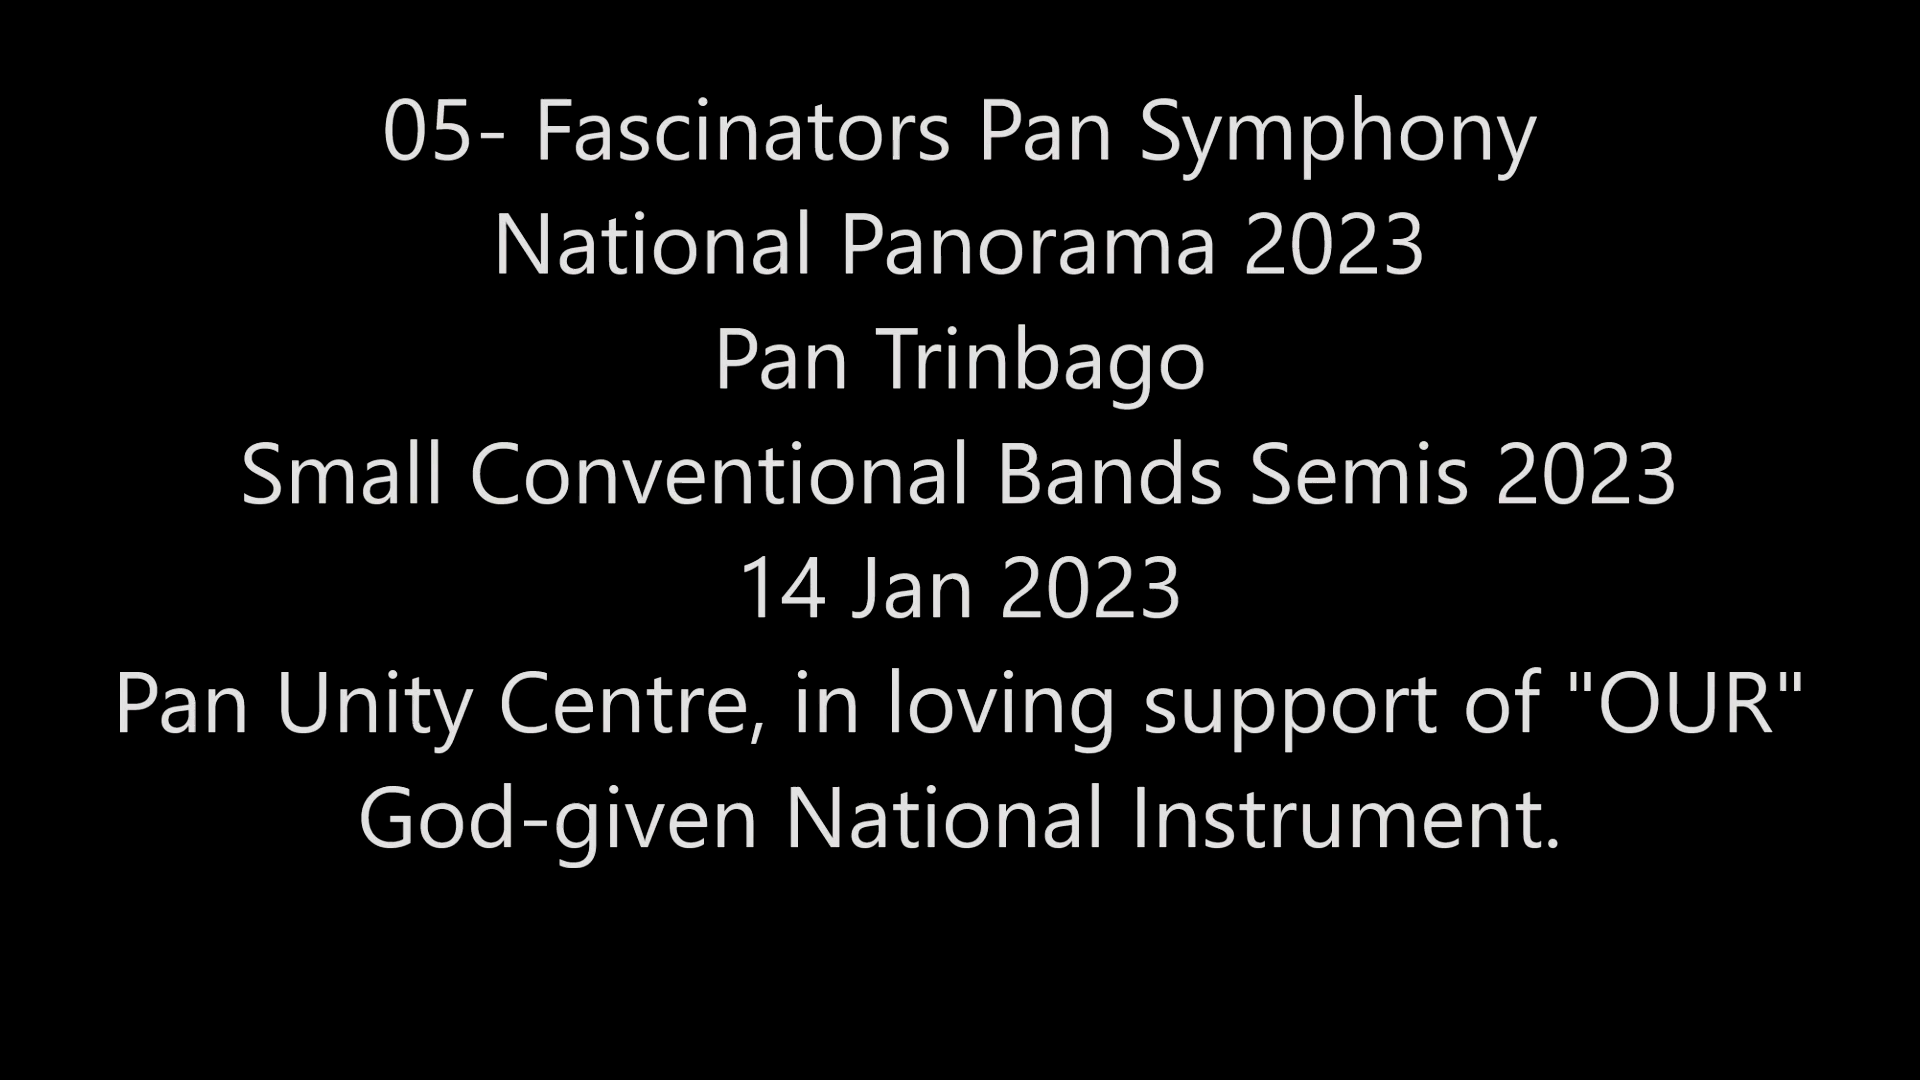 05- Fascinators Pan Symphony
National Panorama 2023
Pan Trinbago
Small Conventional Bands Semis 2023
14 Jan 2023
Pan Unity Centre, in loving support of "OUR"
God-given National Instrument.